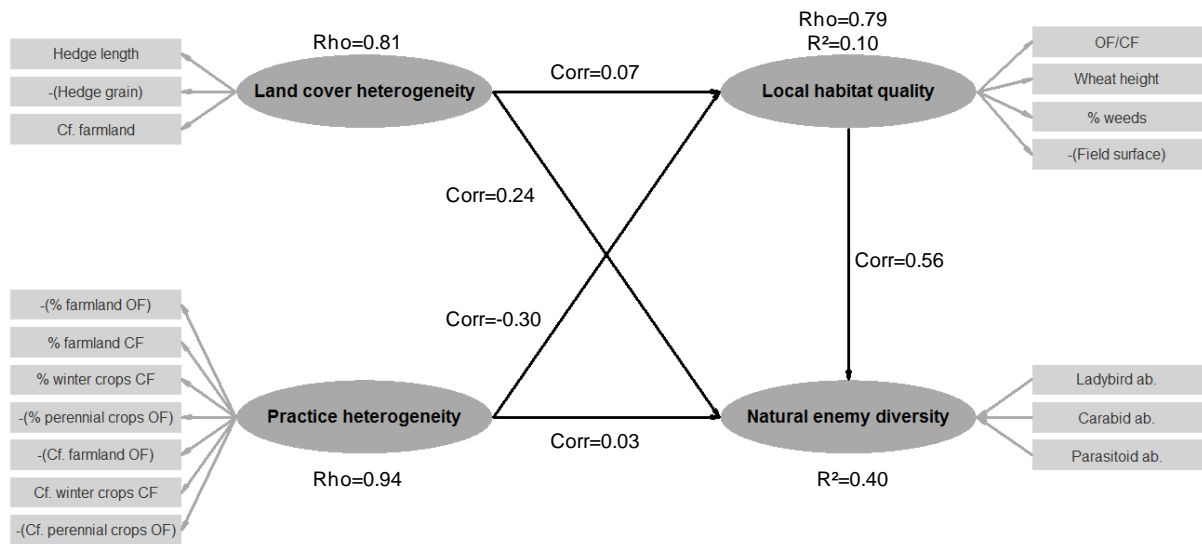 Rho=0.79
R²=0.10
Rho=0.81
Hedge length
-(Hedge grain)
Cf. farmland
Land cover heterogeneity
Corr=0.07
Local habitat quality
OF/CF
Wheat height
% weeds
-(Field surface)
Corr=0.24
Corr=0.56
Corr=-0.30
-(% farmland OF)
% farmland CF
% winter crops CF
-(% perennial crops OF)
-(Cf. farmland OF)
Cf. winter crops CF
-(Cf. perennial crops OF)
Practice heterogeneity
Rho=0.94
Corr=0.03
Natural enemy diversity
R²=0.40
Ladybird ab.
Carabid ab.
Parasitoid ab.